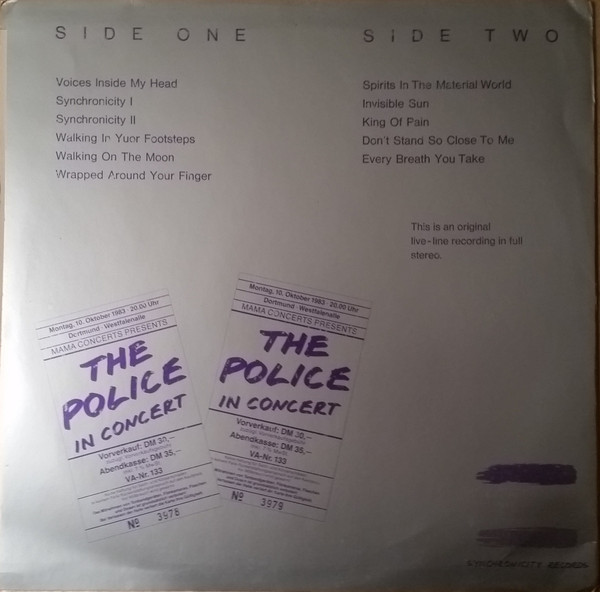 SIDE ONE
Voices Inside My Head
Synchronicity I
Synchronicity II
Walking In Yuor Footsteps
Walking On The Moon
Wrapped Around Your Finger
SIDE TWO
Spirits In The Material World
Invisible Sun
King Of Pain
Don't Stand So Close To Me
Every Breath You Take
This is an original
live-line recording in full
stereo.
Montag, 10. Oktober 1983 · 20.00 Uhr
Dortmund · Westfalenhalle
MAMA CONCERTS PRESENTS
THE
POLICE
IN CONCERT
Vorverkauf: DM 30,–
Abendkasse: DM 35,–
VA-Nr. 133
No 3978
Montag, 10. Oktober 1983 · 20.00 Uhr
Dortmund · Westfalenhalle
MAMA CONCERTS PRESENTS
THE
POLICE
IN CONCERT
Vorverkauf: DM 30,–
Abendkasse: DM 35,–
VA-Nr. 133
No 3979
SYNCHRONICITY RECORDS